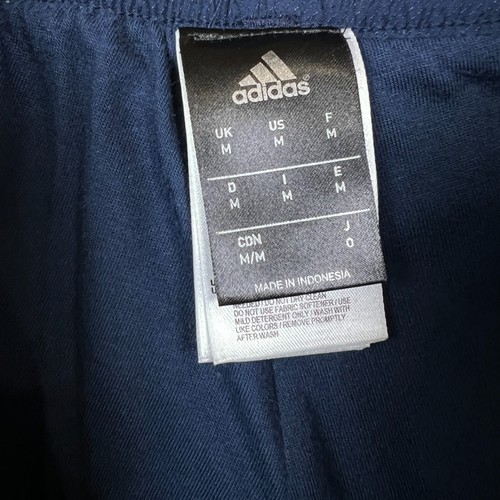 adidas
UK US F
M M M
D I E
M M M
CDN J
M/M O
MADE IN INDONESIA
DO NOT DRY CLEAN
DO NOT USE FABRIC SOFTENER / USE
MILD DETERGENT ONLY / WASH WITH
LIKE COLORS / REMOVE PROMPTLY
AFTER WASH